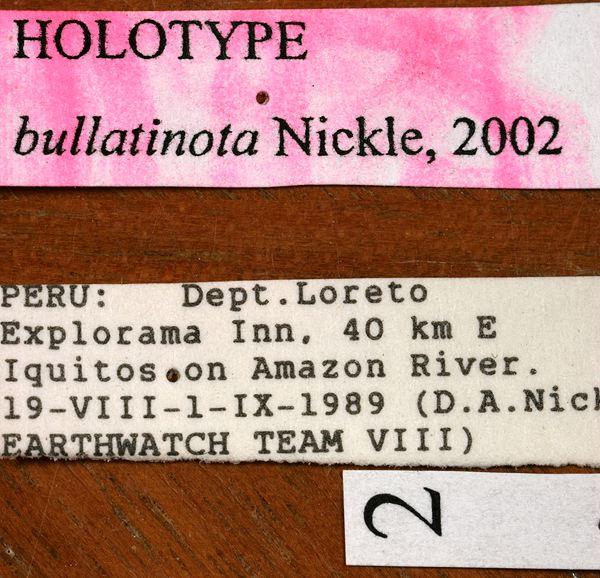 HOLOTYPE
bullatinota Nickle, 2002
PERU: Dept.Loreto
Explorama Inn, 40 km E
Iquitos on Amazon River.
19-VIII-1-IX-1989 (D.A.Nick
EARTHWATCH TEAM VIII)
2